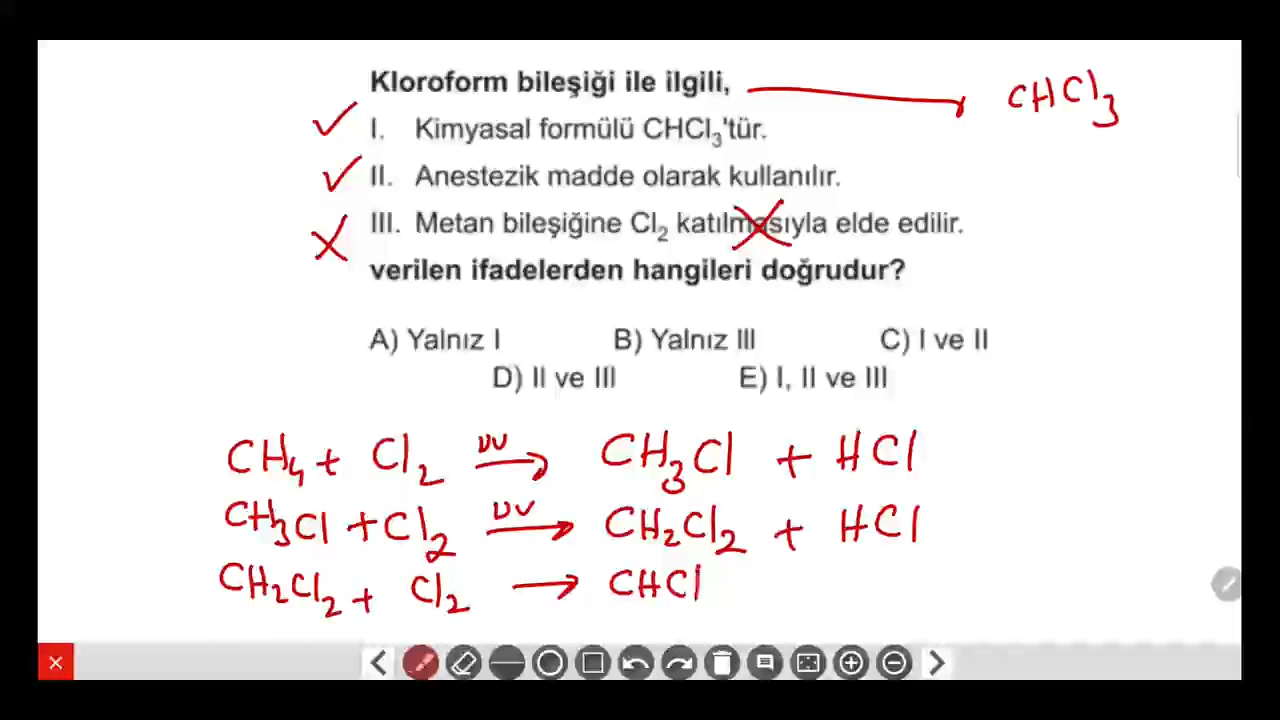 Kloroform bileşiği ile ilgili, CHCl3
I. Kimyasal formülü CHCl3'tür.
II. Anestezik madde olarak kullanılır.
III. Metan bileşiğine Cl2 katılmasıyla elde edilir.
verilen ifadelerden hangileri doğrudur?
A) Yalnız I B) Yalnız III C) I ve II
D) II ve III E) I, II ve III
CH4 + Cl2 UV → CH3Cl + HCl
CH3Cl + Cl2 UV → CH2Cl2 + HCl
CH2Cl2 + Cl2 → CHCl